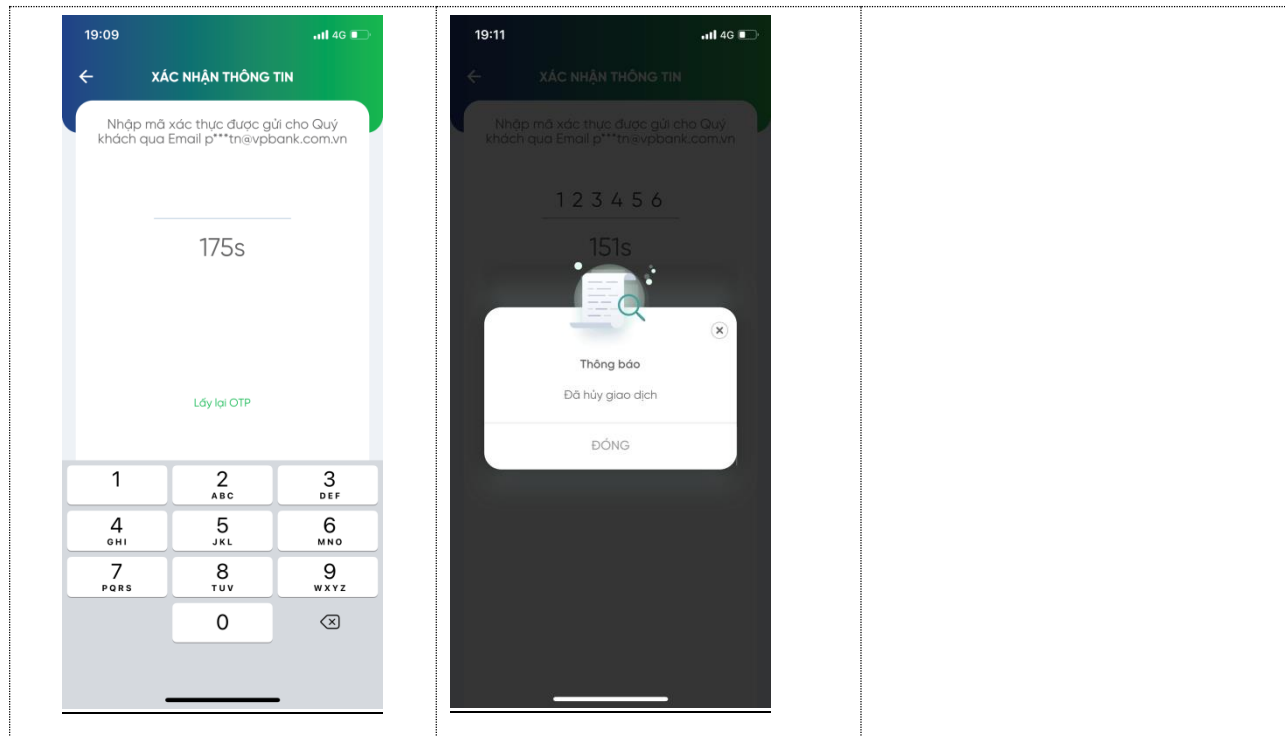 19:09
4G
XÁC NHẬN THÔNG TIN
Nhập mã xác thực được gửi cho Quý
khách qua Email p***tn@vpbank.com.vn
175s
Lấy lại OTP
1
2
ABC
3
DEF
4
GHI
5
JKL
6
MNO
7
PQRS
8
TUV
9
WXYZ
0
19:11
4G
XÁC NHẬN THÔNG TIN
Nhập mã xác thực được gửi cho Quý
khách qua Email p***tn@vpbank.com.vn
1 2 3 4 5 6
151s
Thông báo
Đã hủy giao dịch
ĐÓNG